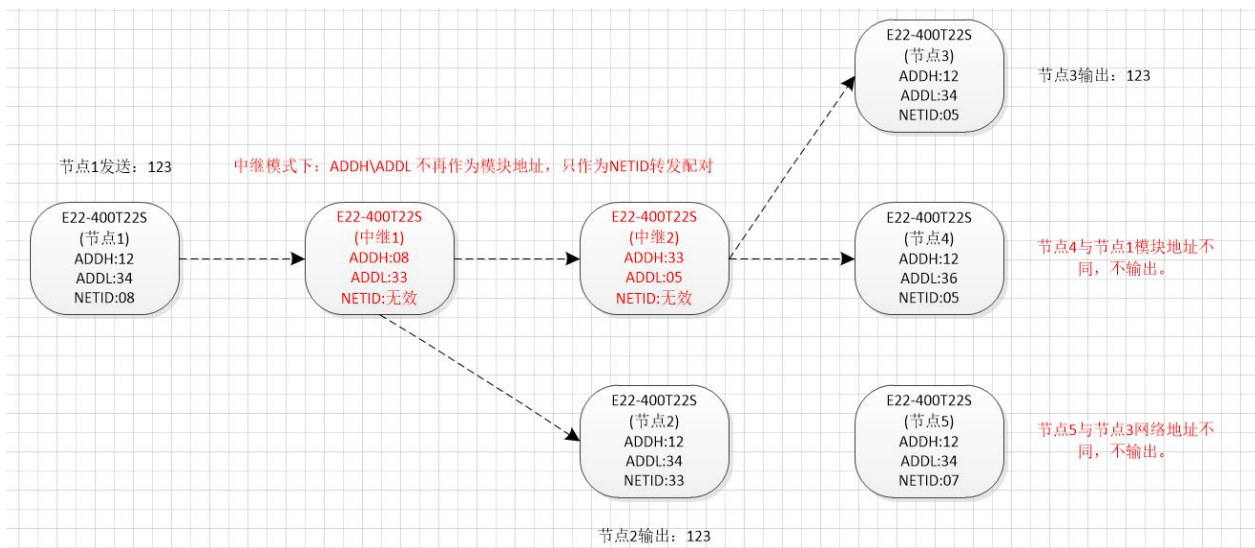 E22-400T22S
(节点3)
ADDH:12
ADDL:34
NETID:05
节点3输出：123
节点1发送：123
中继模式下：ADDH\ADDL 不再作为模块地址，只作为NETID转发配对
E22-400T22S
(节点1)
ADDH:12
ADDL:34
NETID:08
E22-400T22S
(中继1)
ADDH:08
ADDL:33
NETID:无效
E22-400T22S
(中继2)
ADDH:33
ADDL:05
NETID:无效
E22-400T22S
(节点4)
ADDH:12
ADDL:36
NETID:05
节点4与节点1模块地址不
同，不输出。
E22-400T22S
(节点2)
ADDH:12
ADDL:34
NETID:33
E22-400T22S
(节点5)
ADDH:12
ADDL:34
NETID:07
节点5与节点3网络地址不
同，不输出。
节点2输出：123